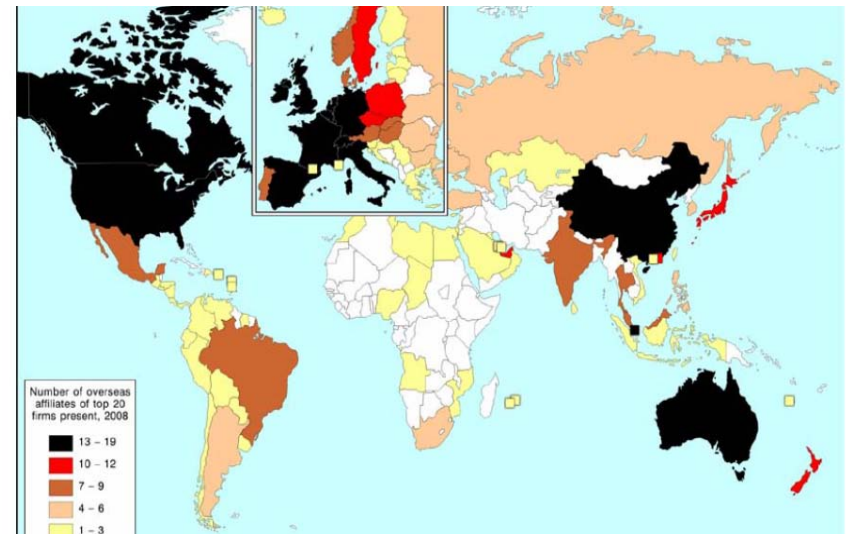 Number of overseas
affiliates of top 20
firms present, 2008
13 – 19
10 – 12
7 – 9
4 – 6
1 – 3